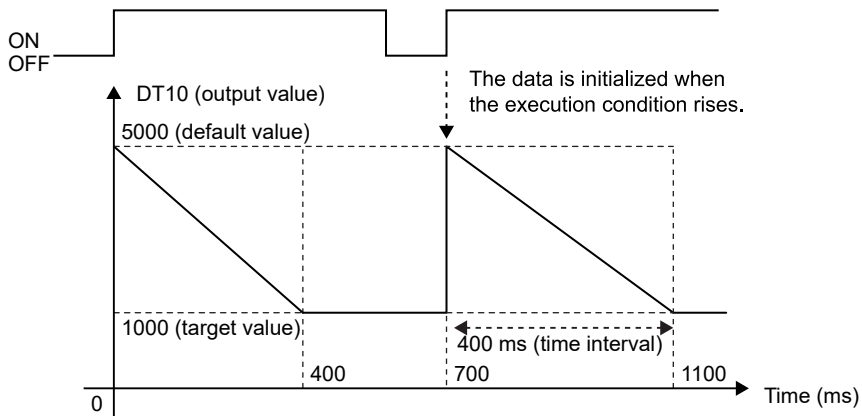 ON
OFF
DT10 (output value)
The data is initialized when
the execution condition rises.
5000 (default value)
1000 (target value)
400 ms (time interval)
400
700
1100
0
Time (ms)